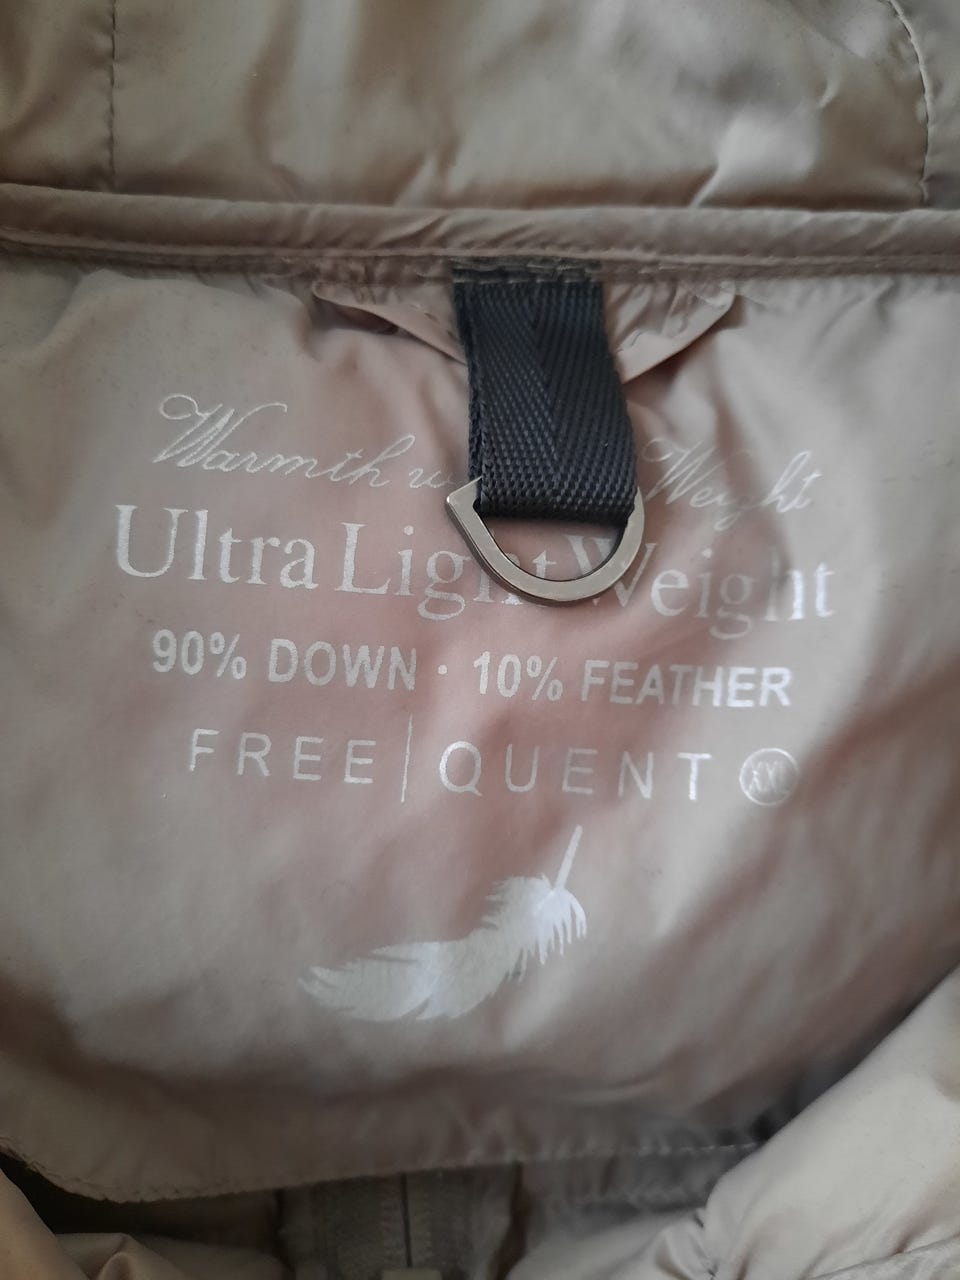 Warmth Weight
Ultra Light Weight
90% DOWN · 10% FEATHER
FREE|QUENT XXL